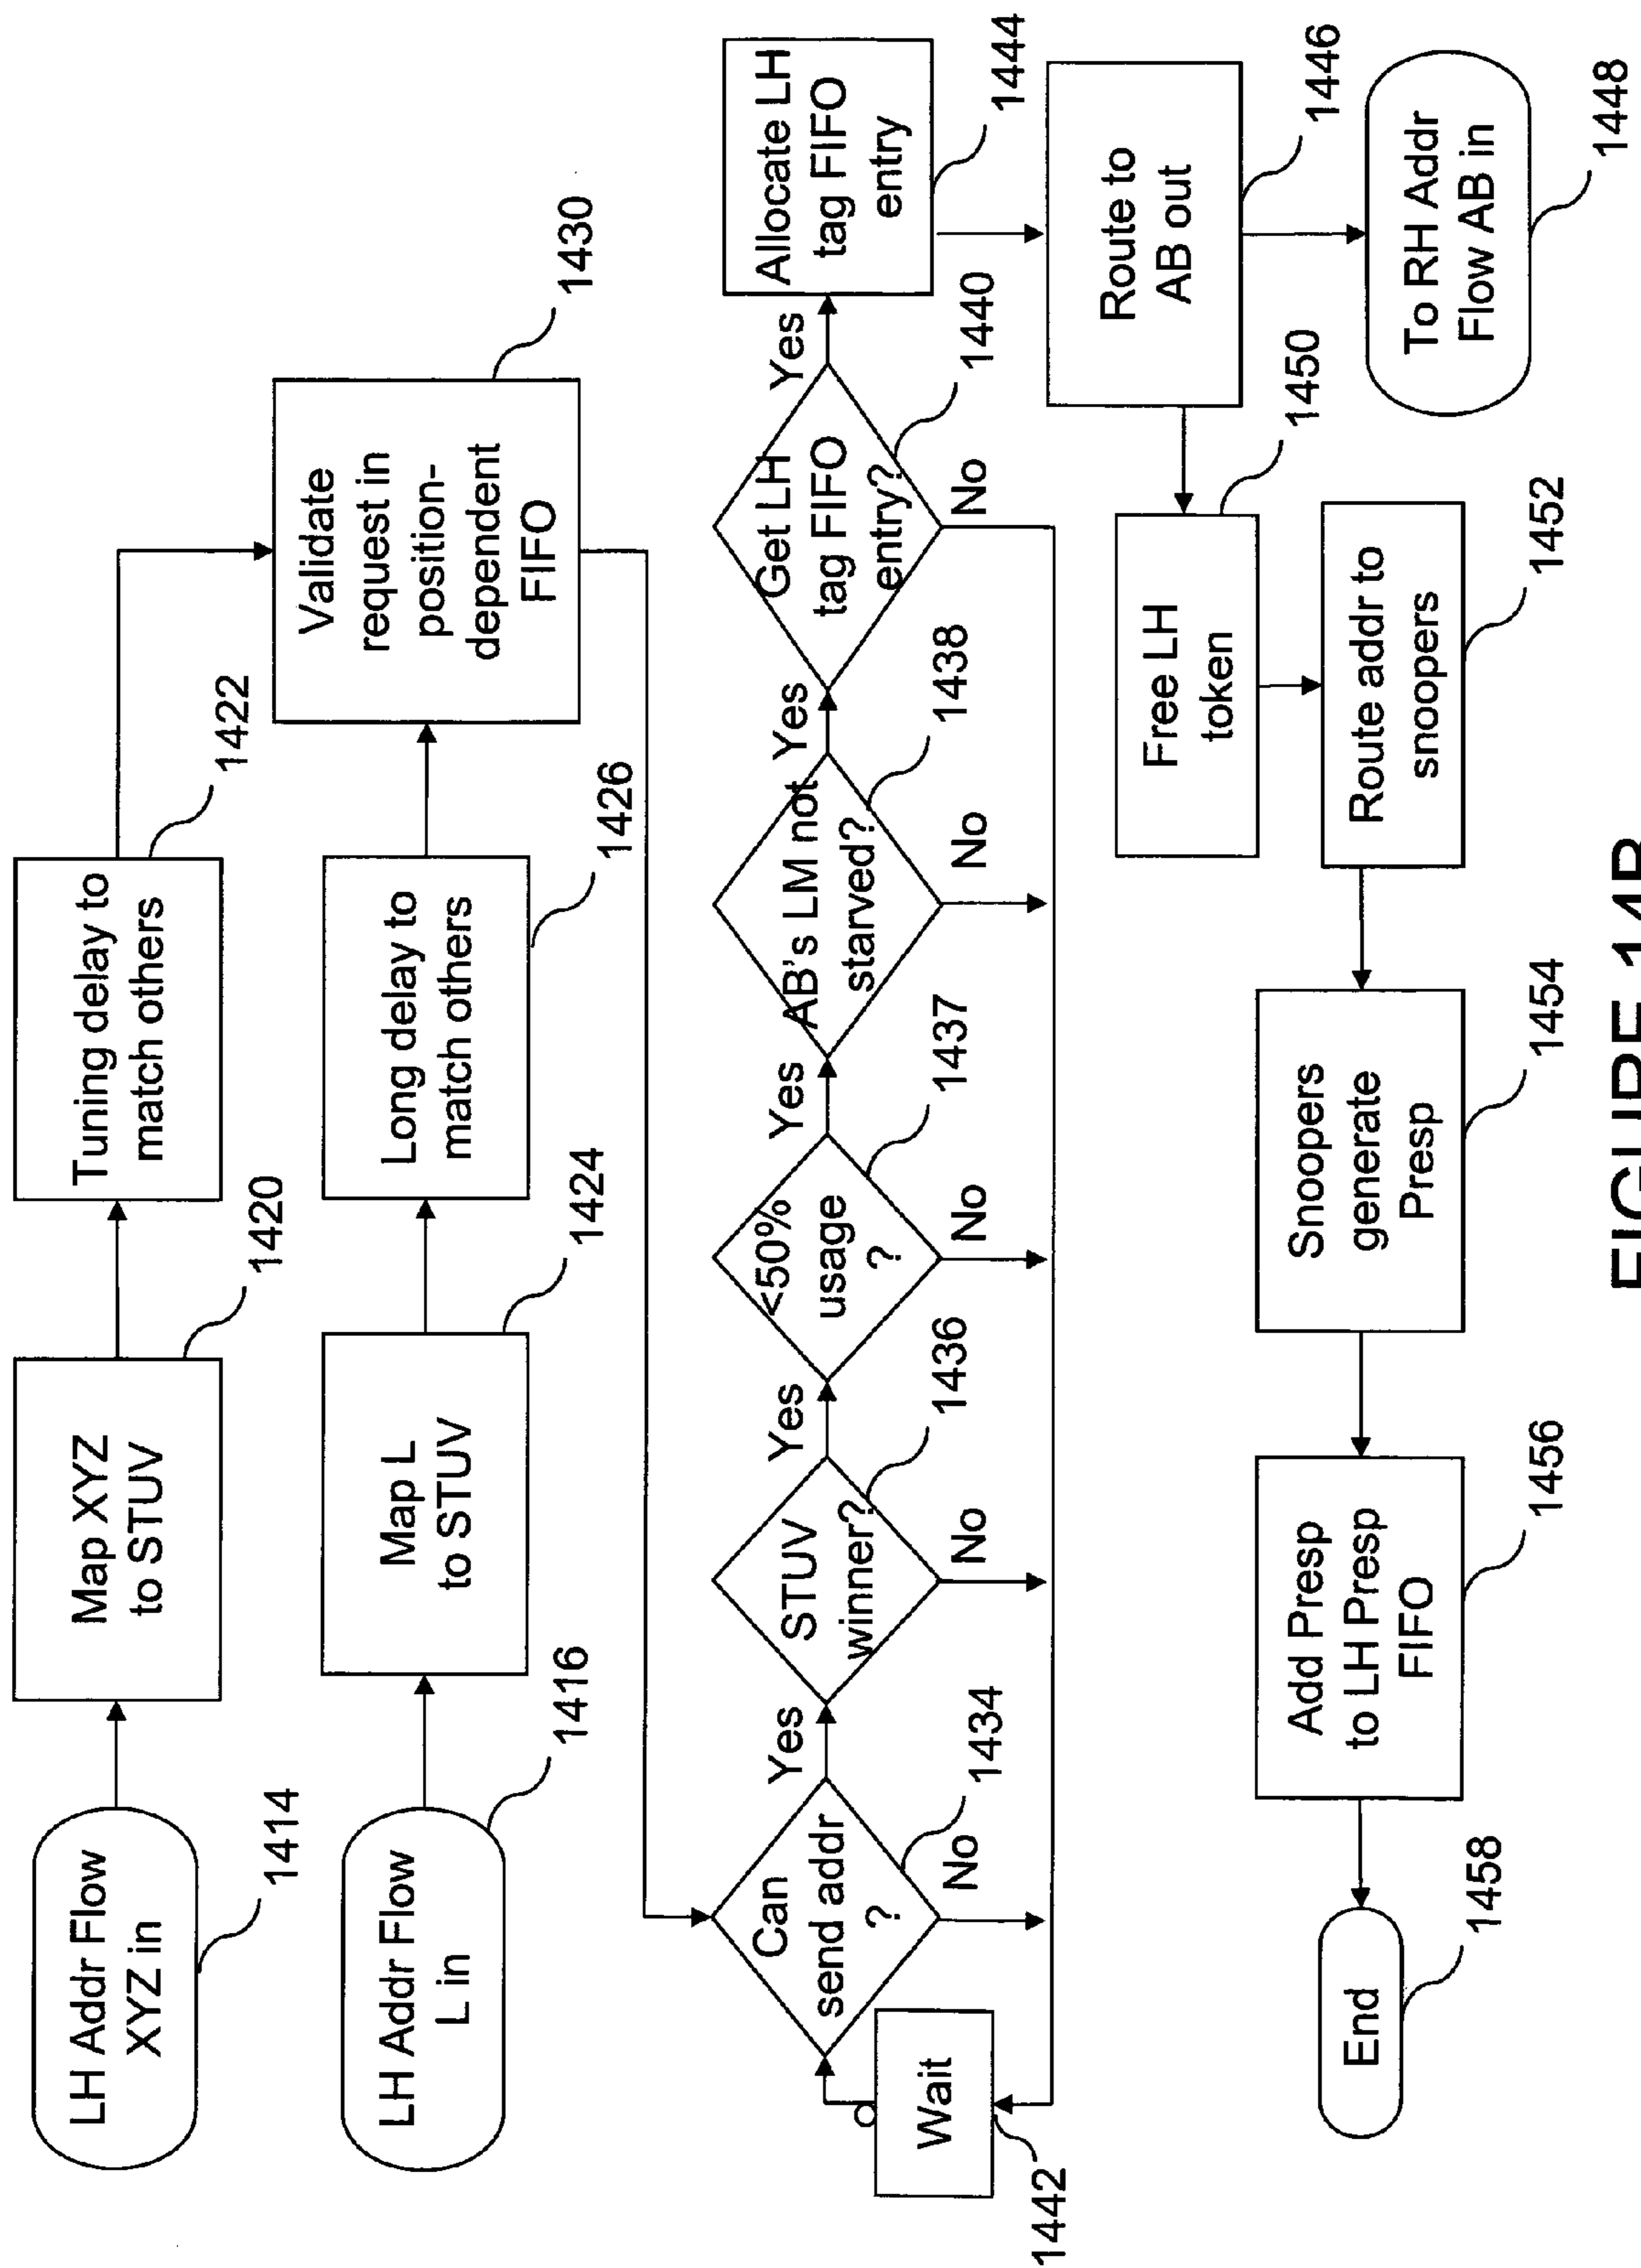 LH Addr Flow
XYZ in
1414
Map XYZ
to STUV
1420
Tuning delay to
match others
1422
LH Addr Flow
L in
1416
Map L
to STUV
1424
Long delay to
match others
1426
Validate
request in
position-
dependent
FIFO
1430
Can
send addr
?
1434
Yes
No
STUV
winner?
1436
Yes
No
<50%
usage
?
1437
Yes
No
AB's LM not
starved?
1438
Yes
No
Get LH
tag FIFO
entry?
1440
Yes
No
Allocate LH
tag FIFO
entry
1444
Wait
1442
Route to
AB out
1446
To RH Addr
Flow AB in
1448
Free LH
token
1450
Route addr to
snoopers
1452
Snoopers
generate
Presp
1454
Add Presp
to LH Presp
FIFO
1456
End
1458
FIGURE 14B